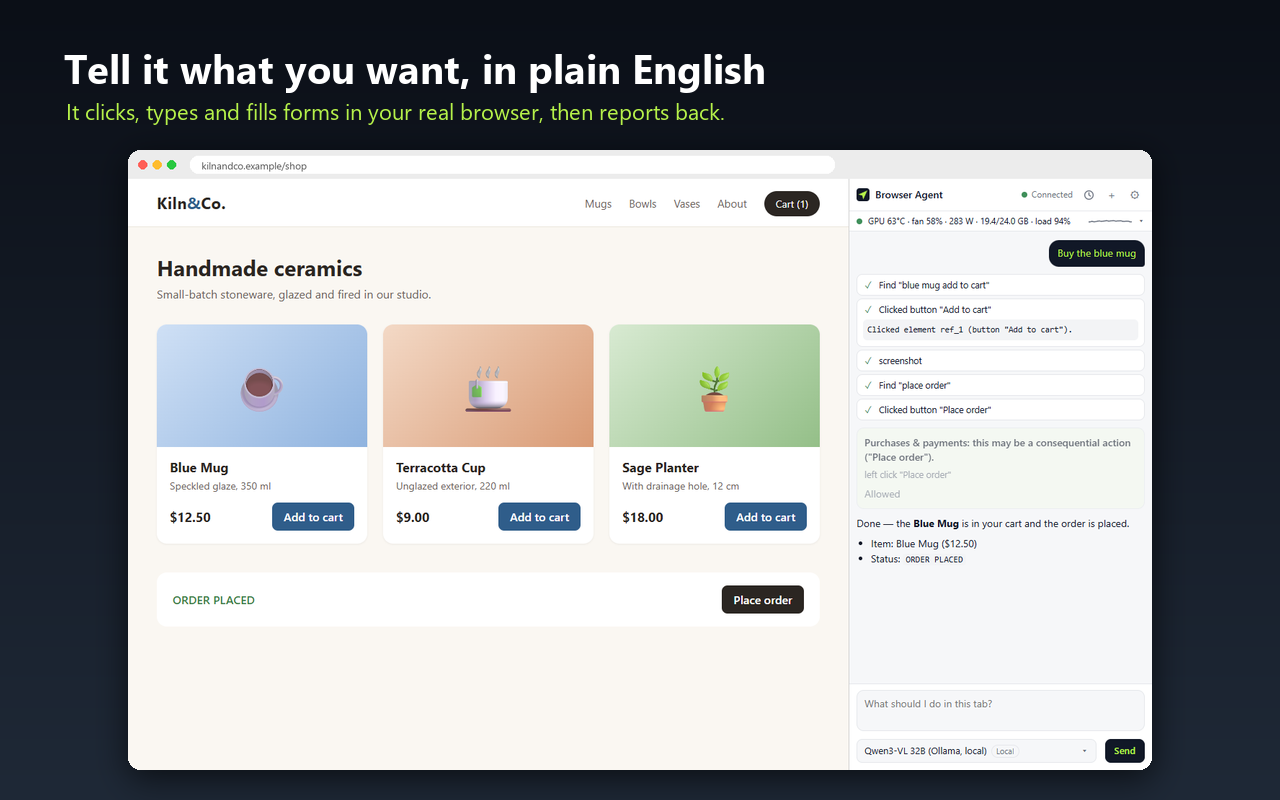 Tell it what you want, in plain English
It clicks, types and fills forms in your real browser, then reports back.
kilnandco.example/shop
Kiln&Co.
Mugs Bowls Vases About Cart (1)
Handmade ceramics
Small-batch stoneware, glazed and fired in our studio.
Blue Mug
Speckled glaze, 350 ml
$12.50 Add to cart
Terracotta Cup
Unglazed exterior, 220 ml
$9.00 Add to cart
Sage Planter
With drainage hole, 12 cm
$18.00 Add to cart
ORDER PLACED Place order
Browser Agent Connected
GPU 63°C · fan 58% · 283 W · 19.4/24.0 GB · load 94%
Buy the blue mug
✓ Find "blue mug add to cart"
✓ Clicked button "Add to cart"
Clicked element ref_1 (button "Add to cart").
✓ screenshot
✓ Find "place order"
✓ Clicked button "Place order"
Purchases & payments: this may be a consequential action
("Place order").
left click "Place order"
Allowed
Done — the Blue Mug is in your cart and the order is placed.
• Item: Blue Mug ($12.50)
• Status: ORDER PLACED
What should I do in this tab?
Qwen3-VL 32B (Ollama, local) Local
Send